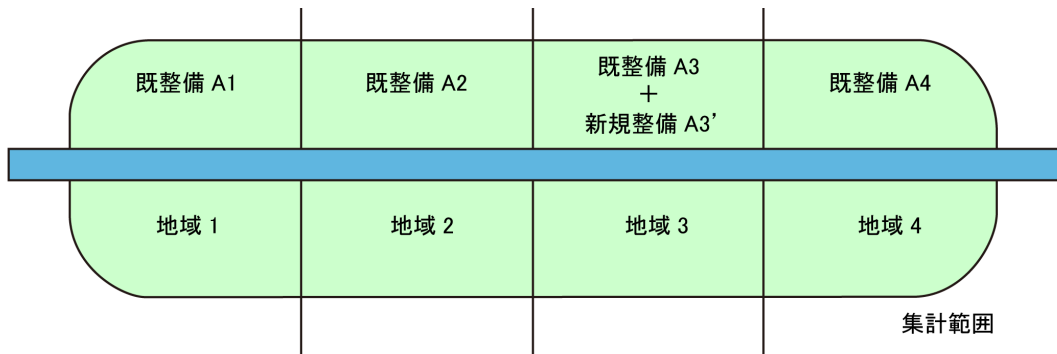 既整備 A1
既整備 A2
既整備 A3
+
新規整備 A3’
既整備 A4
地域 1
地域 2
地域 3
地域 4
集計範囲